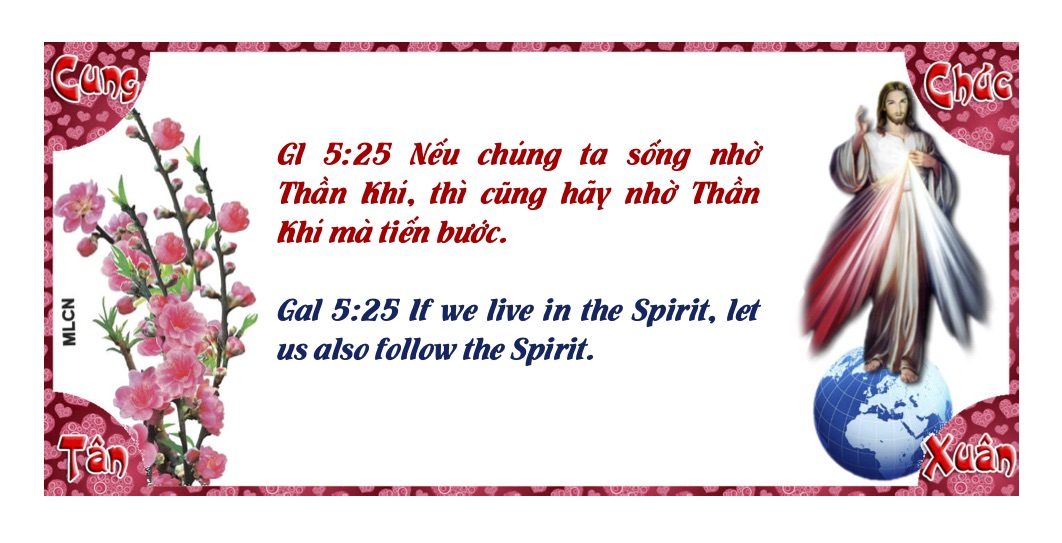 Cung
Chúc
Gl 5:25 Nếu chúng ta sống nhờ
Thần Khí, thì cũng hãy nhờ Thần
Khí mà tiến bước.
Gal 5:25 If we live in the Spirit, let
us also follow the Spirit.
MLCN
Tân
Xuân